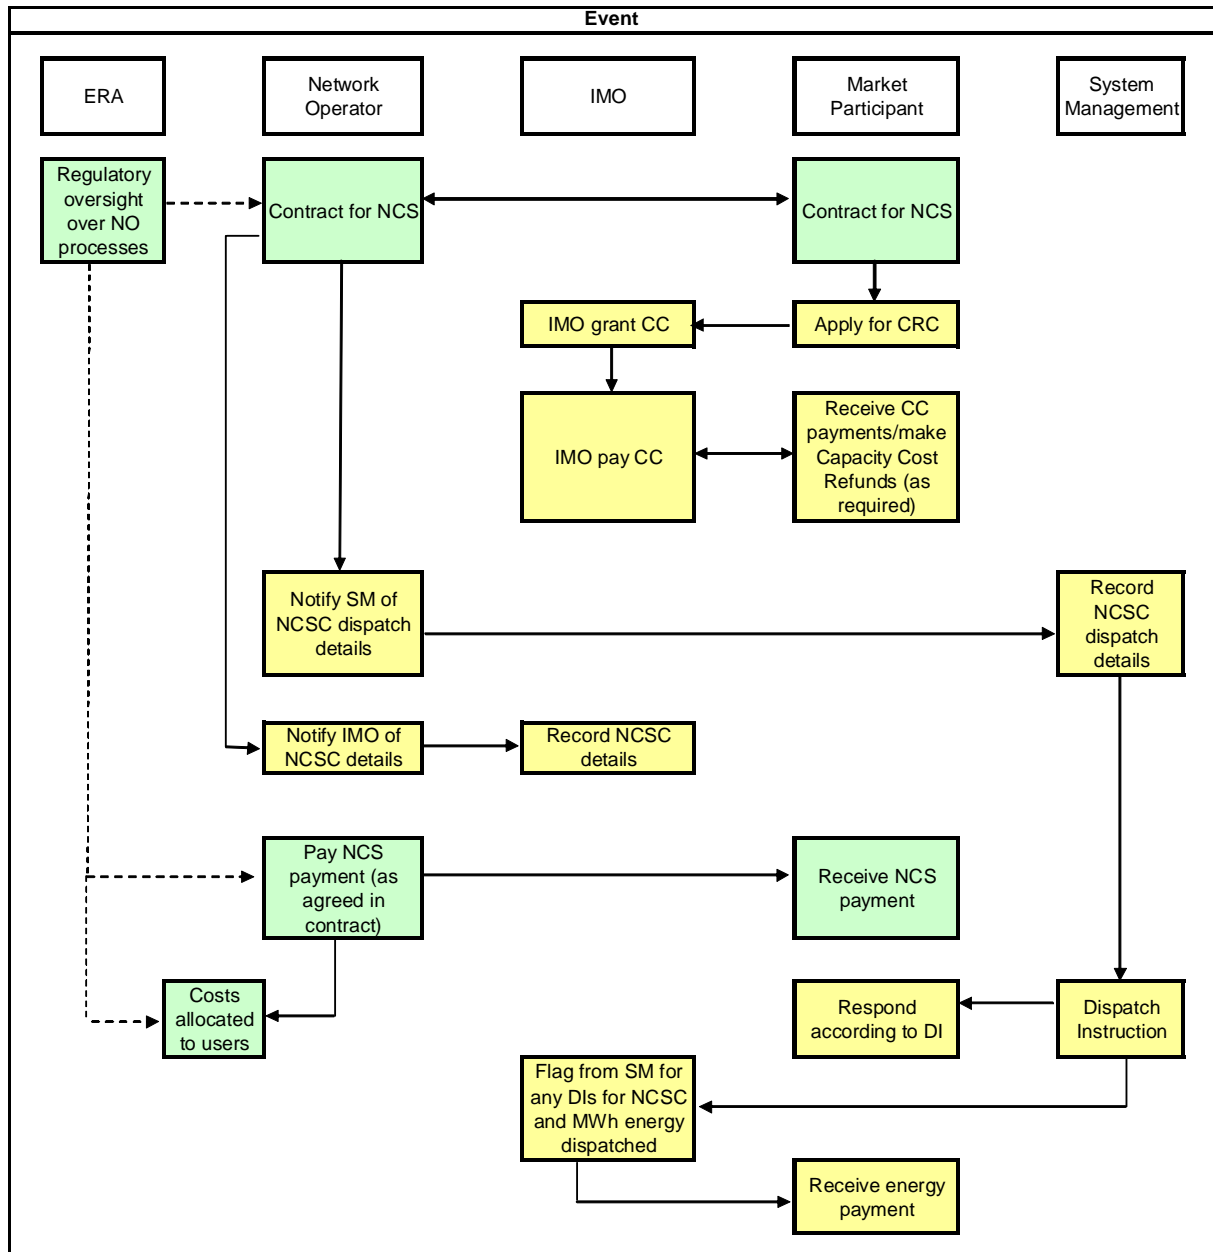 Event
ERA
Network
Operator
IMO
Market
Participant
System
Management
Regulatory
oversight
over NO
processes
Contract for NCS
Contract for NCS
IMO grant CC
Apply for CRC
IMO pay CC
Receive CC
payments/make
Capacity Cost
Refunds (as
required)
Notify SM of
NCSC dispatch
details
Record
NCSC
dispatch
details
Notify IMO of
NCSC details
Record NCSC
details
Pay NCS
payment (as
agreed in
contract)
Receive NCS
payment
Costs
allocated
to users
Respond
according to DI
Dispatch
Instruction
Flag from SM for
any DIs for NCSC
and MWh energy
dispatched
Receive energy
payment